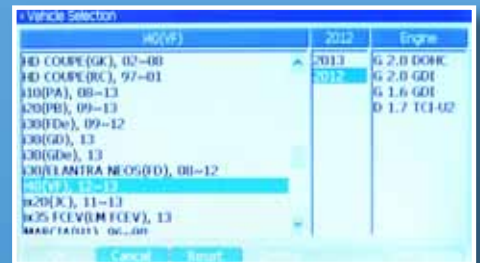 Vehicle Selection
i40(VF) 2012 Engine
HD COUPE(GK), 02~08
HD COUPE(RC), 97~01
i10(PA), 08~13
i20(PB), 09~13
i30(FDe), 09~12
i30(GD), 13
i30(GDe), 13
i30/ELANTRA NEOS(FD), 08~12
i40(VF), 12~13
ix20(JC), 11~13
ix35 FCEV(LM FCEV), 13
2013
2012
G 2.0 DOHC
G 2.0 GDI
G 1.6 GDI
D 1.7 TCI-U2
Cancel Reset